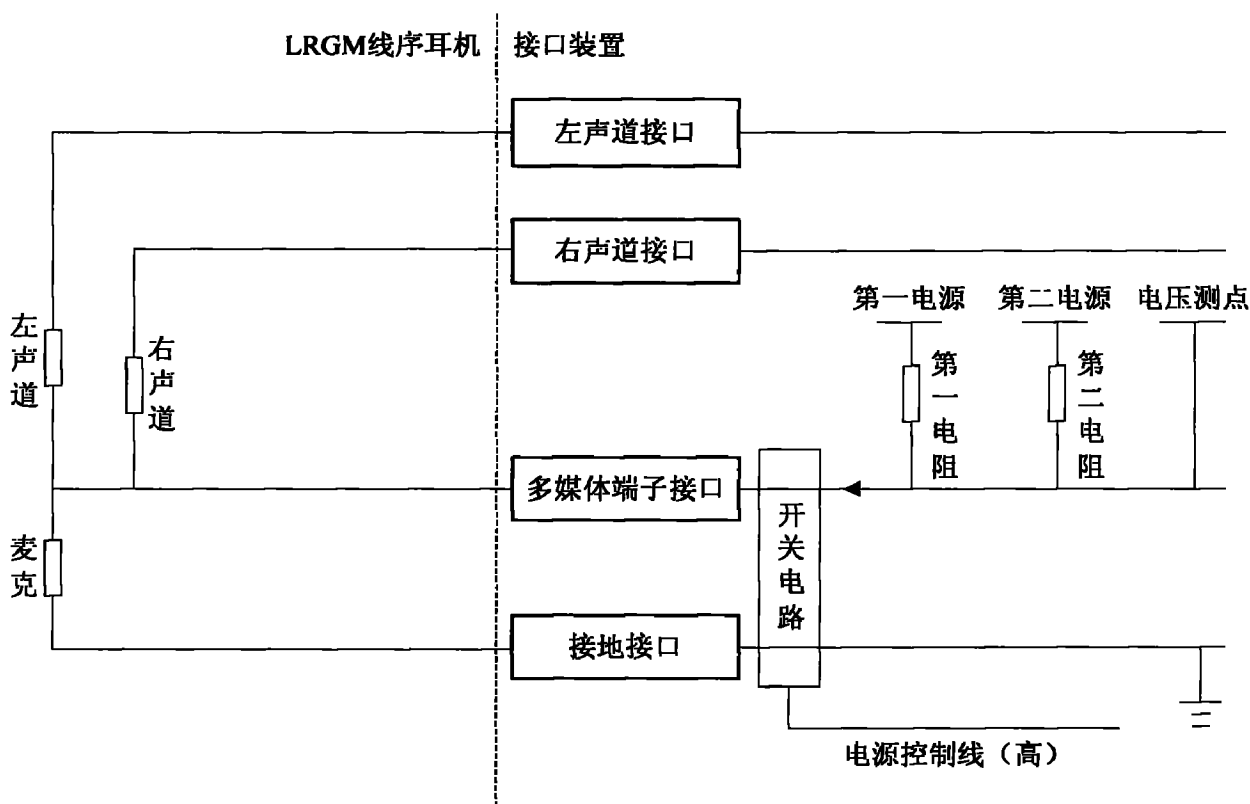 LRGM线序耳机
接口装置
左声道接口
右声道接口
第一电源
第二电源
电压测点
左声道
右声道
第一电阻
第二电阻
多媒体端子接口
开关电路
麦克
接地接口
电源控制线（高）